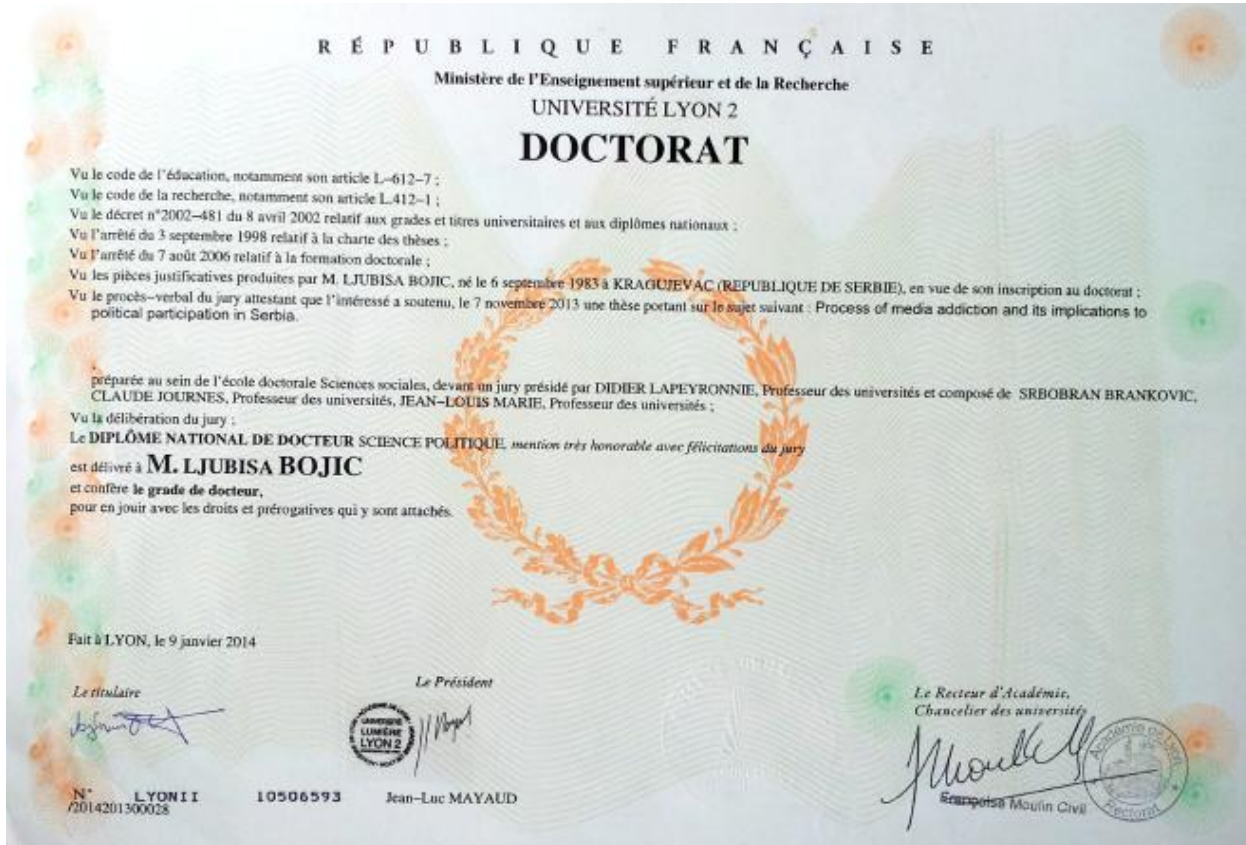 RÉPUBLIQUE FRANÇAISE
Ministère de l'Enseignement supérieur et de la Recherche
UNIVERSITÉ LYON 2
DOCTORAT
Vu le code de l'éducation, notamment son article L–612–7 ;
Vu le code de la recherche, notamment son article L.412–1 ;
Vu le décret n°2002–481 du 8 avril 2002 relatif aux grades et titres universitaires et aux diplômes nationaux ;
Vu l'arrêté du 3 septembre 1998 relatif à la charte des thèses ;
Vu l'arrêté du 7 août 2006 relatif à la formation doctorale ;
Vu les pièces justificatives produites par M. LJUBISA BOJIC, né le 6 septembre 1983 à KRAGUJEVAC (REPUBLIQUE DE SERBIE), en vue de son inscription au doctorat ;
Vu le procès–verbal du jury attestant que l'intéressé a soutenu, le 7 novembre 2013 une thèse portant sur le sujet suivant : Process of media addiction and its implications to
political participation in Serbia.
préparée au sein de l'école doctorale Sciences sociales, devant un jury présidé par DIDIER LAPEYRONNIE, Professeur des universités et composé de SRBOBRAN BRANKOVIC,
CLAUDE JOURNES, Professeur des universités, JEAN–LOUIS MARIE, Professeur des universités ;
Vu la délibération du jury ;
Le DIPLÔME NATIONAL DE DOCTEUR SCIENCE POLITIQUE, mention très honorable avec félicitations du jury
est délivré à M. LJUBISA BOJIC
et confère le grade de docteur,
pour en jouir avec les droits et prérogatives qui y sont attachés.
Fait à LYON, le 9 janvier 2014
Le titulaire
Le Président
Le Recteur d'Académie,
Chancelier des universités
UNIVERSITÉ
LUMIÈRE
LYON 2
Académie de Lyon
Rectorat
Françoise Moulin Civil
N° LYONII 10506593
/2014201300028
Jean–Luc MAYAUD